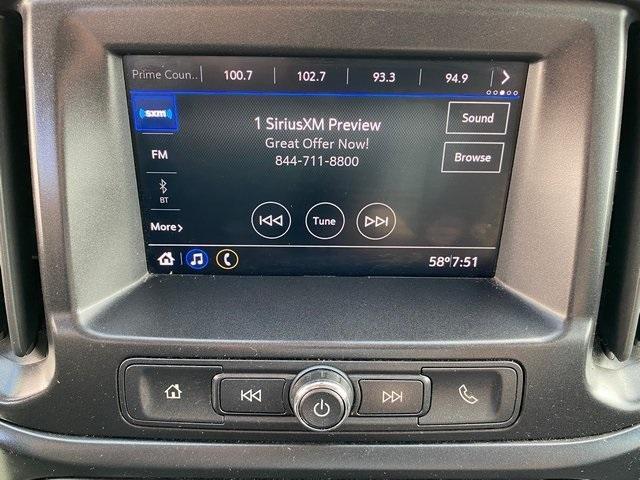 Prime Coun.. 100.7 102.7 93.3 94.9
sxm
1 SiriusXM Preview
Sound
Great Offer Now!
FM
844-711-8800
Browse
BT
Tune
More
58° 7:51